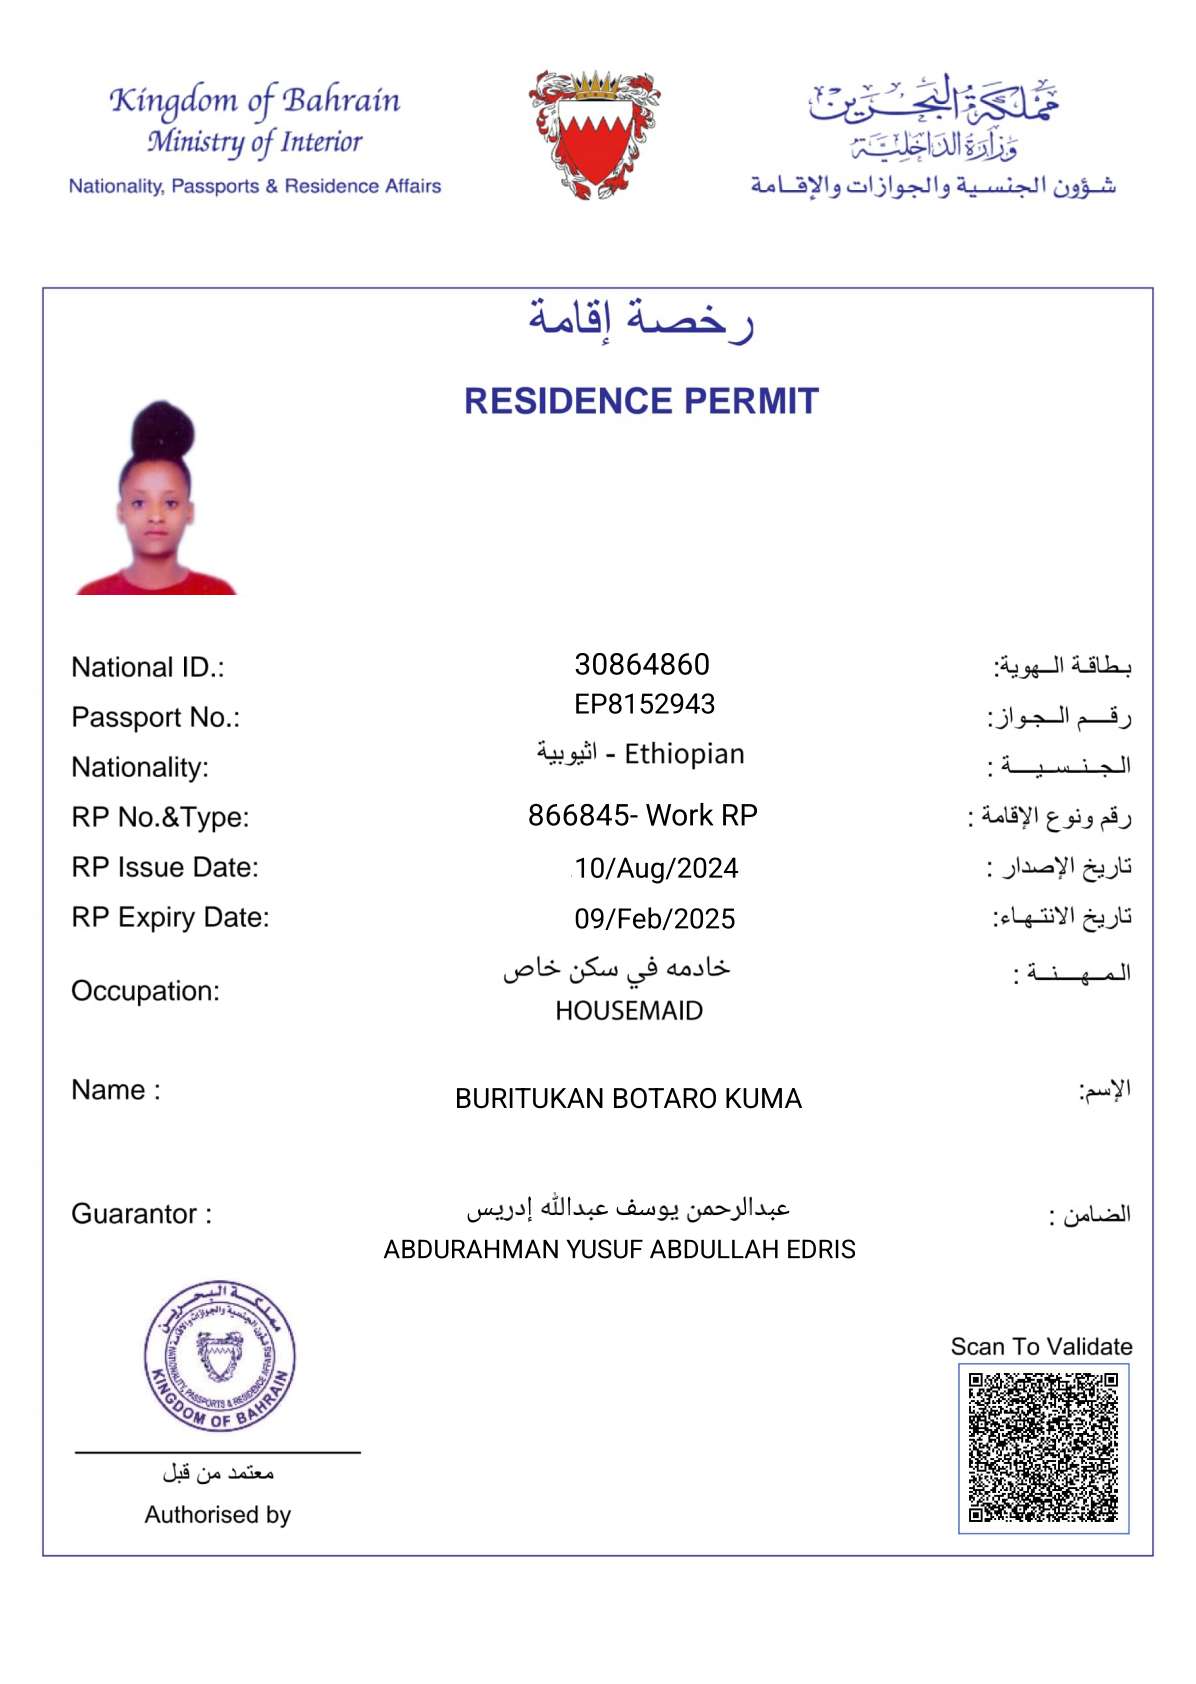 Kingdom of Bahrain
Ministry of Interior
Nationality, Passports & Residence Affairs
مملكة البحرين
وزارة الداخلية
شؤون الجنسية والجوازات والإقامة
رخصة إقامة
RESIDENCE PERMIT
National ID.: 30864860 بطاقة الهوية:
Passport No.: EP8152943 رقم الجواز:
Nationality: اثيوبية - Ethiopian الجنسية :
RP No.&Type: 866845- Work RP رقم ونوع الإقامة :
RP Issue Date: 10/Aug/2024 تاريخ الإصدار :
RP Expiry Date: 09/Feb/2025 تاريخ الانتهاء:
Occupation: خادمه في سكن خاص المهنة :
HOUSEMAID
Name : BURITUKAN BOTARO KUMA الإسم:
Guarantor : عبدالرحمن يوسف عبدالله إدريس الضامن :
ABDURAHMAN YUSUF ABDULLAH EDRIS
مملكة البحرين
شؤون الجنسية والجوازات والإقامة
NATIONALITY, PASSPORTS & RESIDENCE AFFAIRS
KINGDOM OF BAHRAIN
معتمد من قبل
Authorised by
Scan To Validate